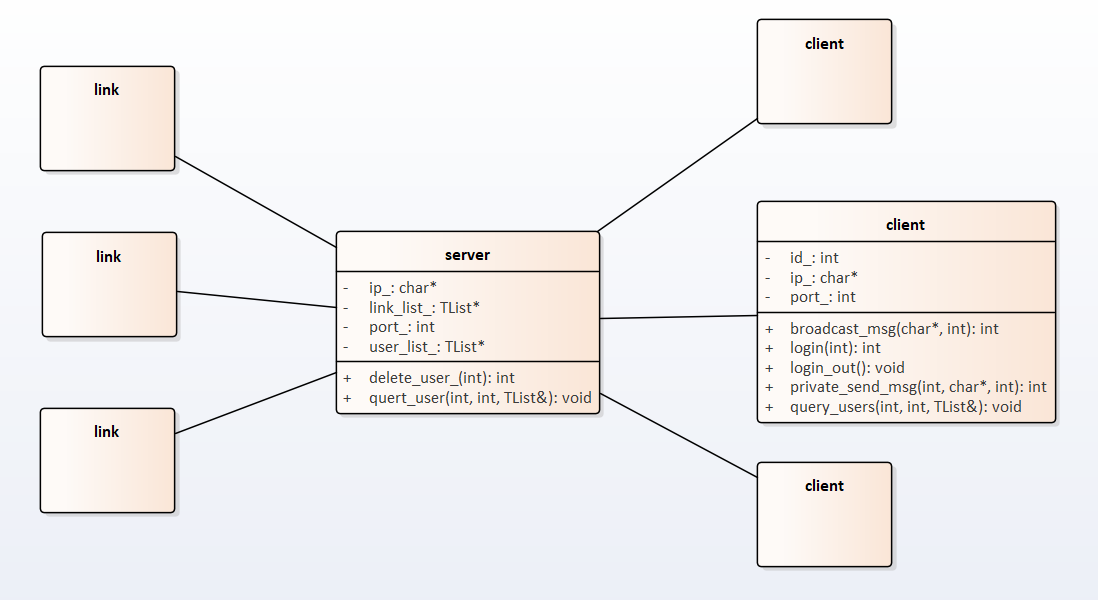 link
link
link
server
- ip_: char*
- link_list_: TList*
- port_: int
- user_list_: TList*
+ delete_user_(int): int
+ quert_user(int, int, TList&): void
client
client
- id_: int
- ip_: char*
- port_: int
+ broadcast_msg(char*, int): int
+ login(int): int
+ login_out(): void
+ private_send_msg(int, char*, int): int
+ query_users(int, int, TList&): void
client